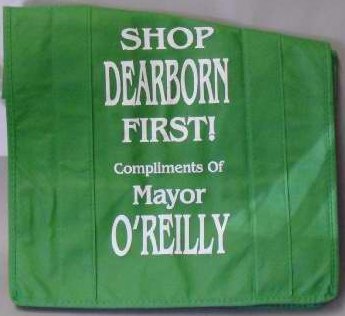 SHOP
DEARBORN
FIRST!
Compliments Of
Mayor
O'REILLY